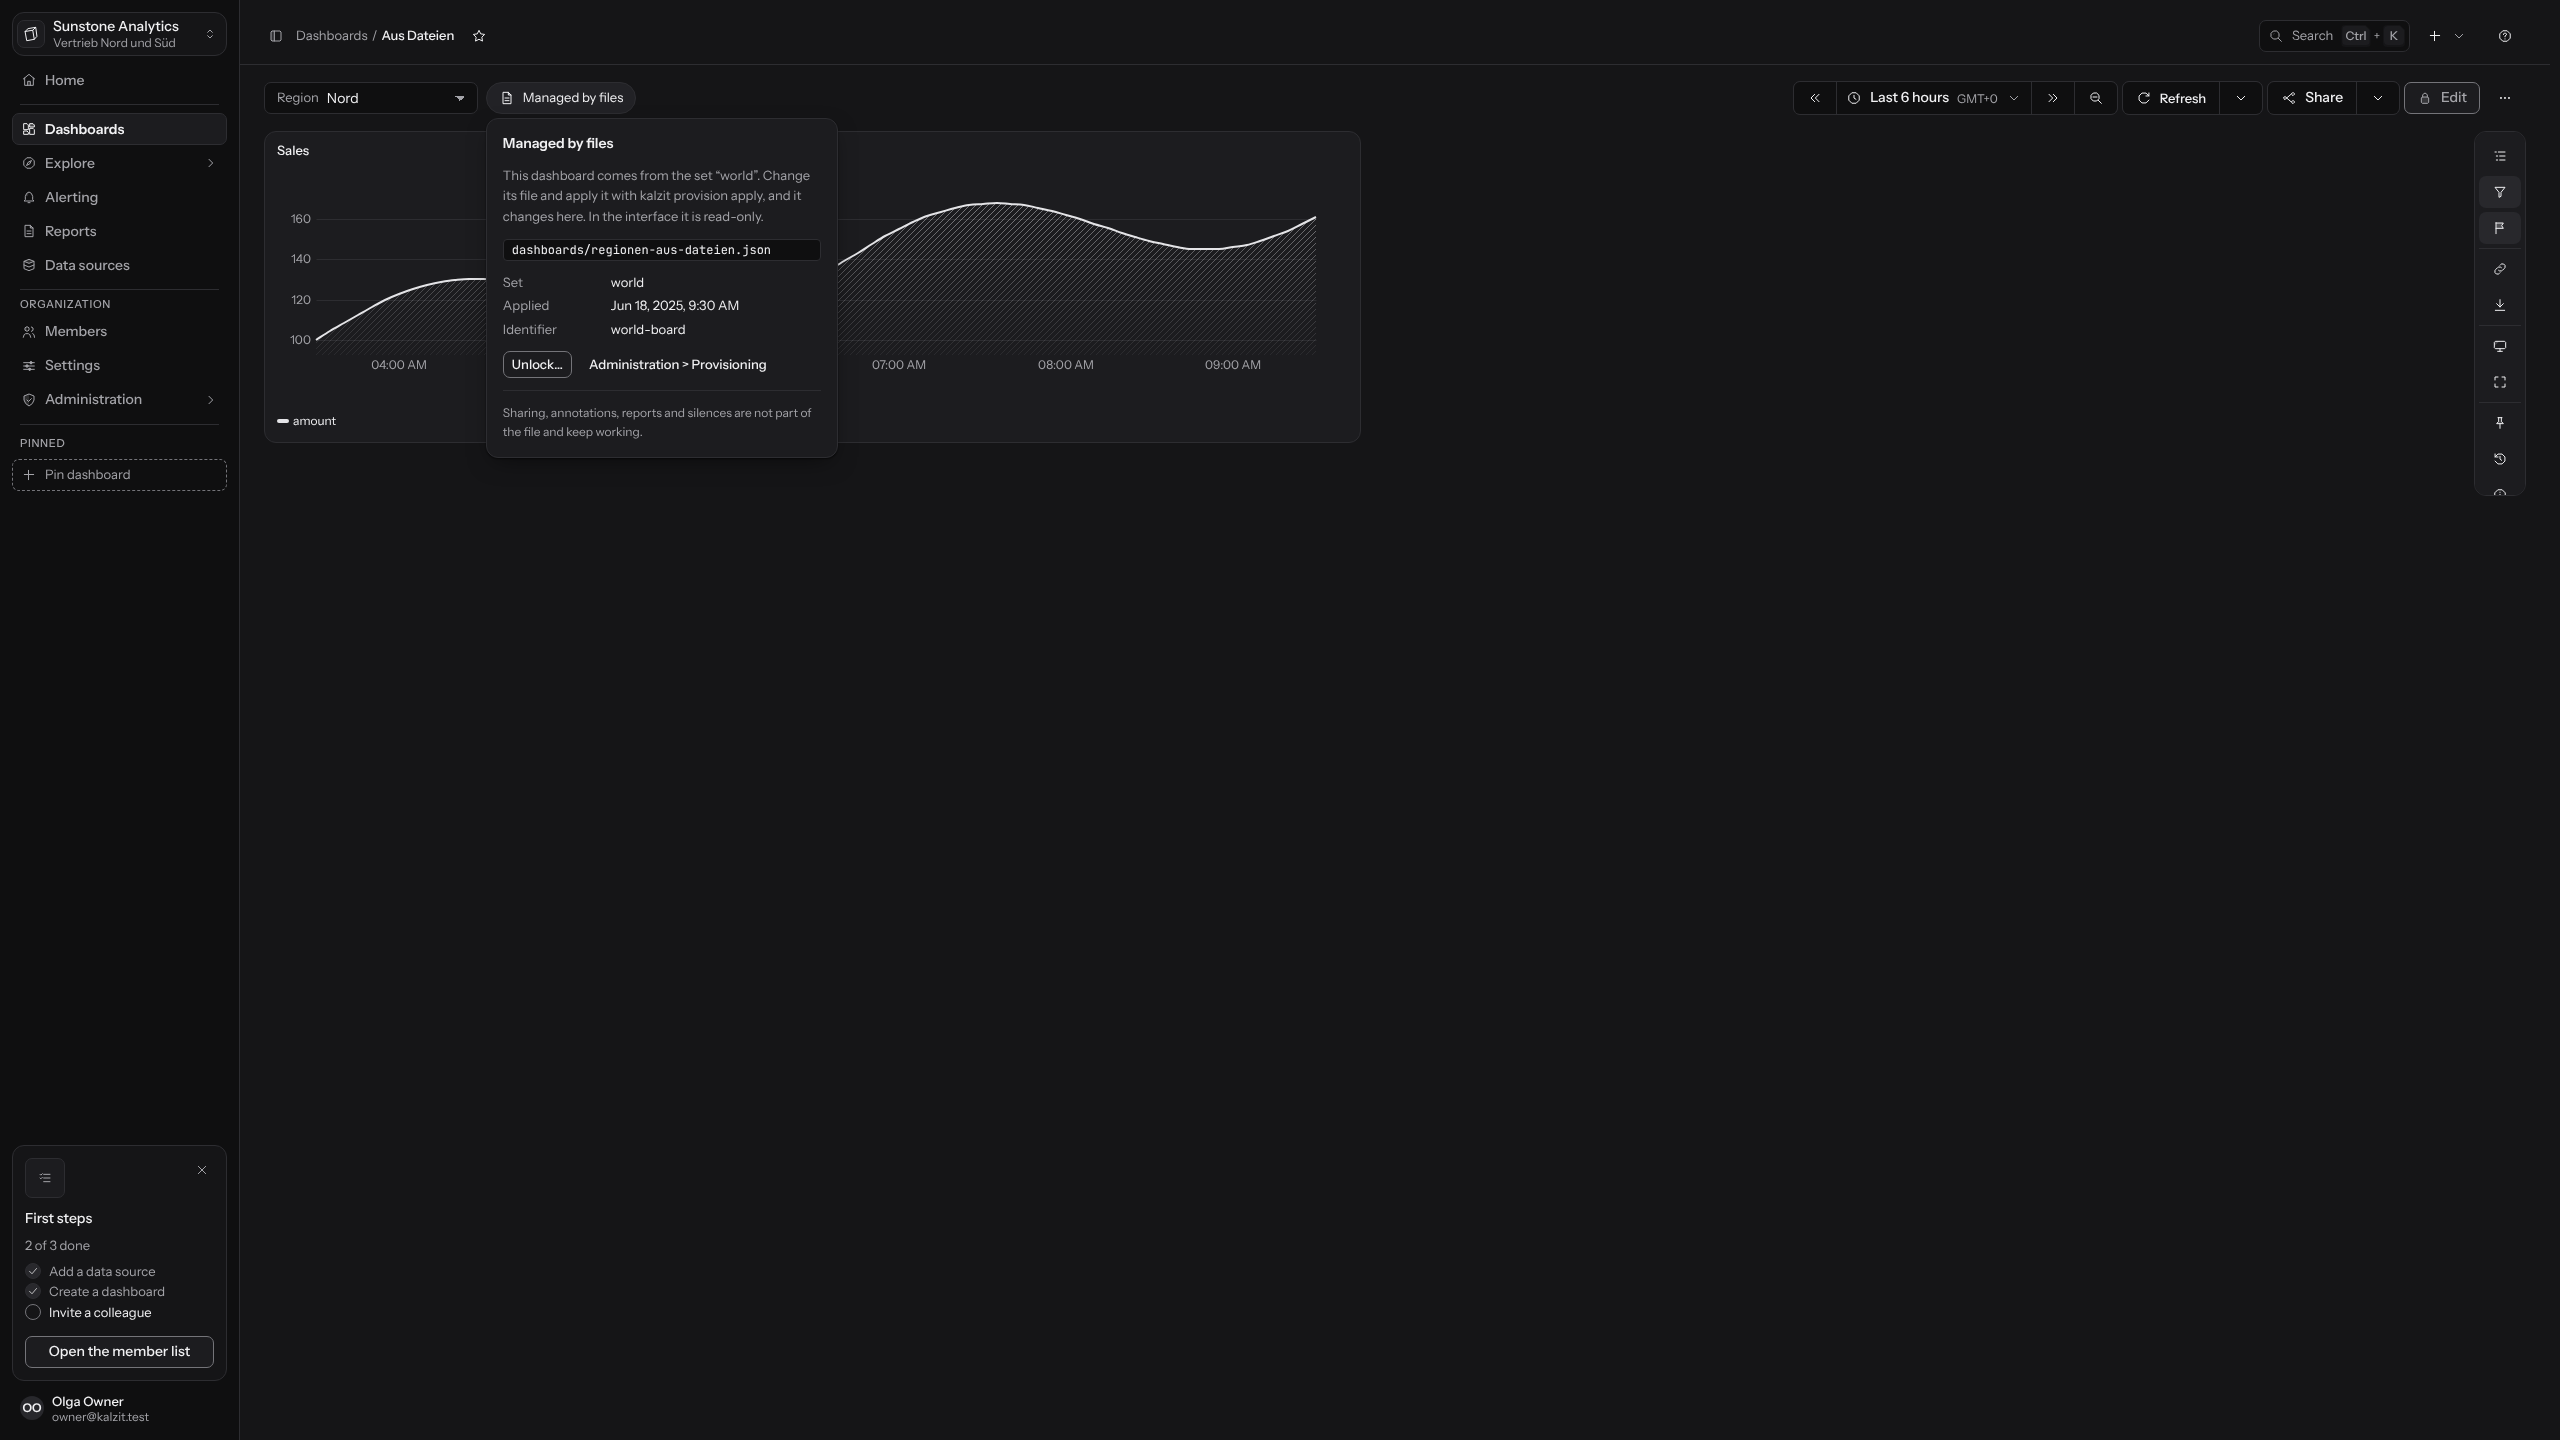 Sunstone Analytics
Vertrieb Nord und Süd
Home
Dashboards
Explore
Alerting
Reports
Data sources
ORGANIZATION
Members
Settings
Administration
PINNED
Pin dashboard
First steps
2 of 3 done
Add a data source
Create a dashboard
Invite a colleague
Open the member list
OO
Olga Owner
owner@kalzit.test
Dashboards / Aus Dateien
Search Ctrl + K
Region Nord
Managed by files
Last 6 hours GMT+0
Refresh
Share
Edit
Sales
160
140
120
100
04:00 AM
07:00 AM
08:00 AM
09:00 AM
amount
Managed by files
This dashboard comes from the set “world”. Change
its file and apply it with kalzit provision apply, and it
changes here. In the interface it is read-only.
dashboards/regionen-aus-dateien.json
Set world
Applied Jun 18, 2025, 9:30 AM
Identifier world-board
Unlock... Administration > Provisioning
Sharing, annotations, reports and silences are not part of
the file and keep working.